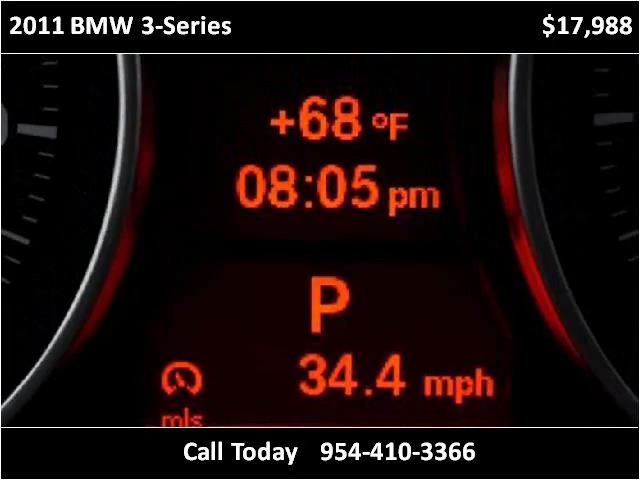 2011 BMW 3-Series $17,988
+68 °F
08:05 pm
P
34.4 mph
mls
Call Today 954-410-3366